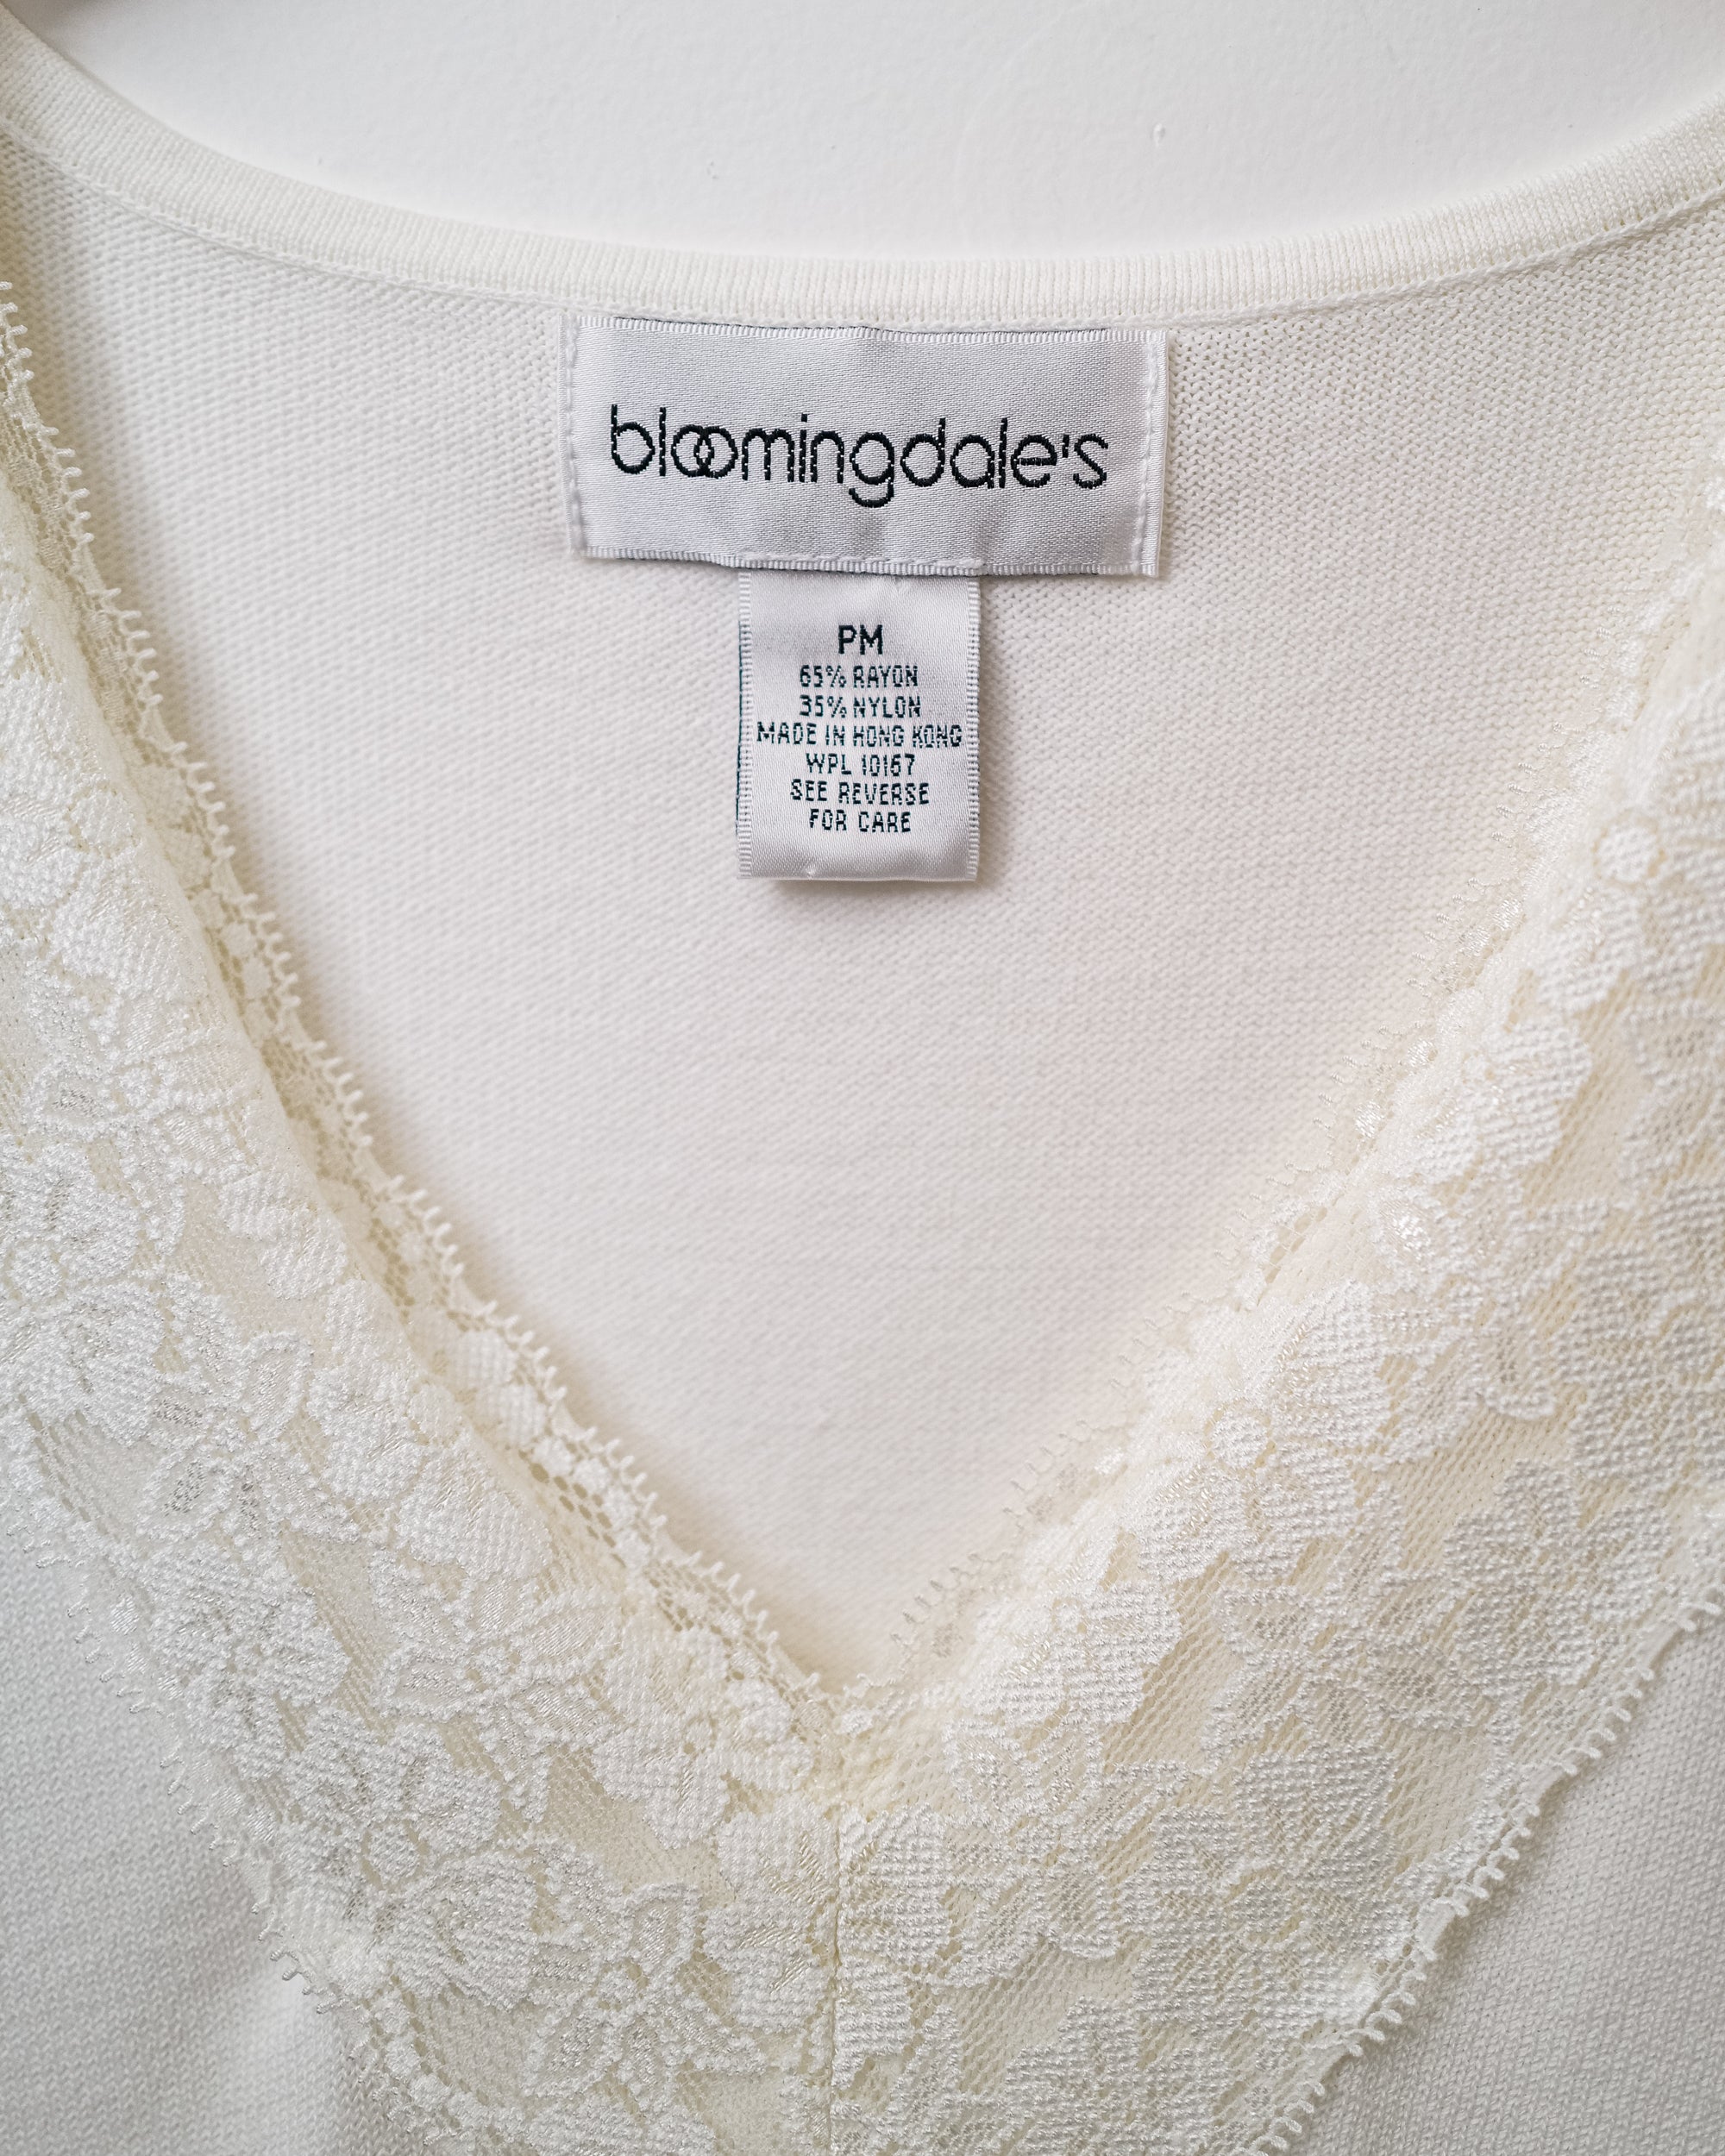 bloomingdale's
PM
65% RAYON
35% NYLON
MADE IN HONG KONG
WPL 10167
SEE REVERSE
FOR CARE